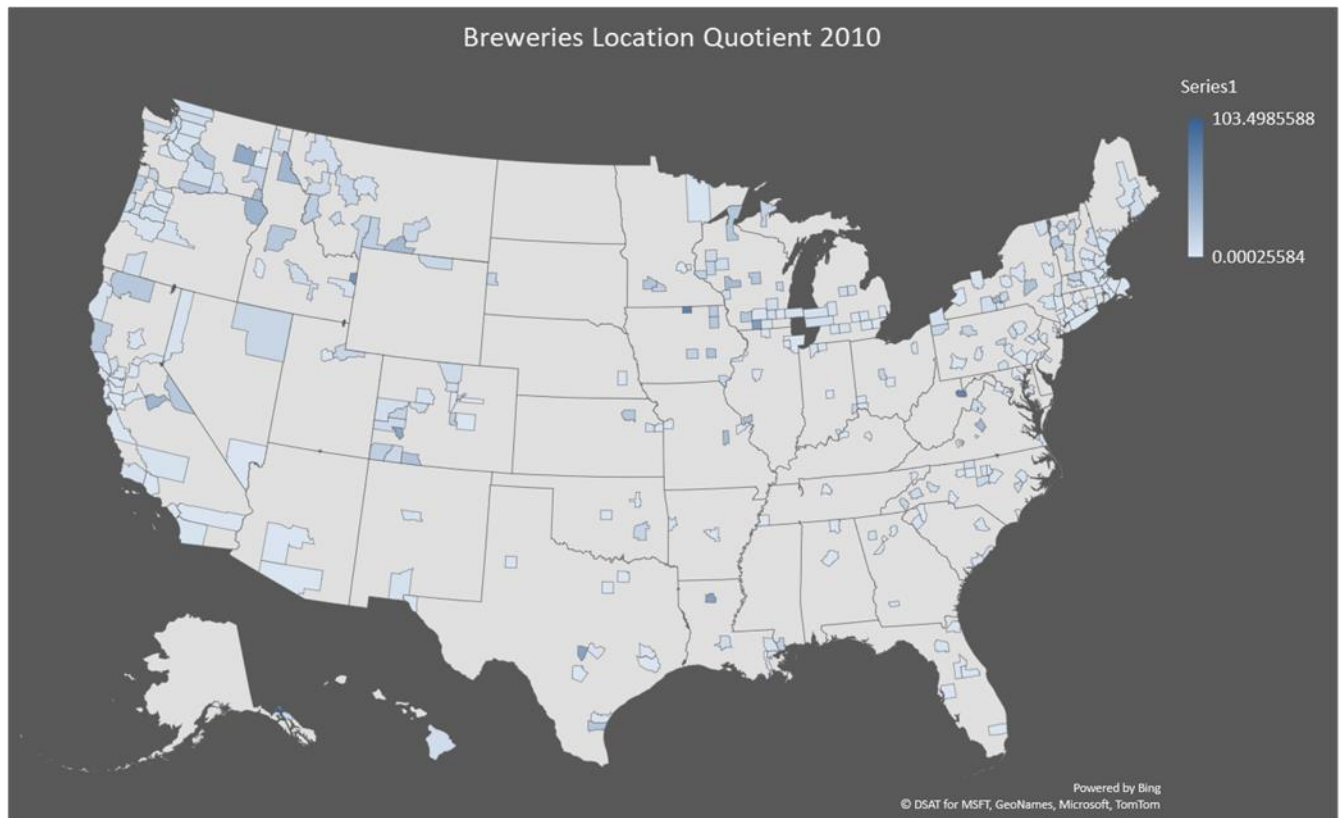 Breweries Location Quotient 2010
Series1
103.4985588
0.00025584
Powered by Bing
© DSAT for MSFT, GeoNames, Microsoft, TomTom